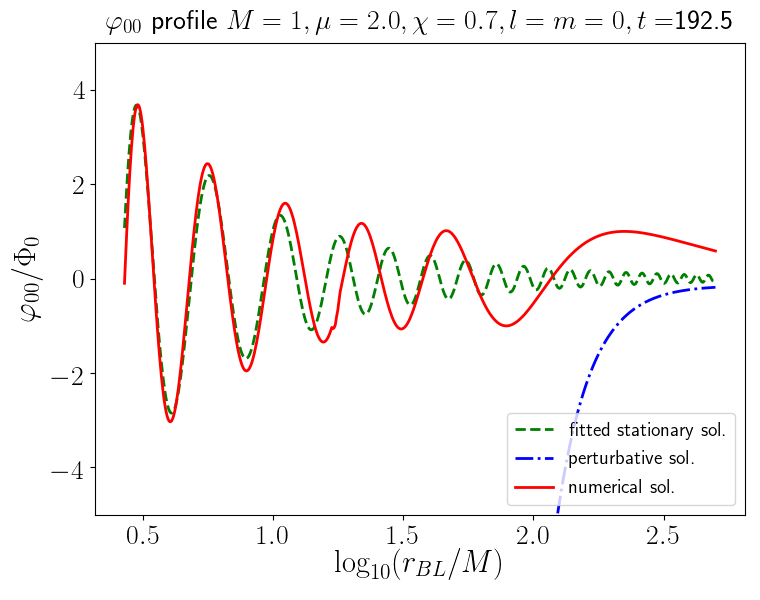 φ₀₀ profile M = 1, μ = 2.0, χ = 0.7, l = m = 0, t =192.5
φ₀₀/Φ₀
4
2
0
−2
−4
fitted stationary sol.
perturbative sol.
numerical sol.
0.5 1.0 1.5 2.0 2.5
log₁₀(r_BL/M)